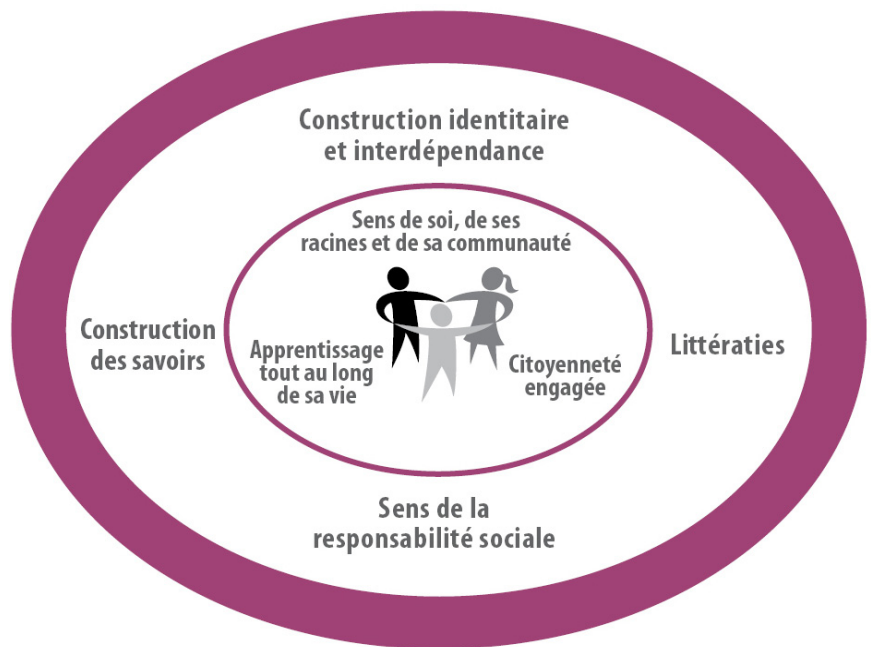 Construction identitaire
et interdépendance
Sens de soi, de ses
racines et de sa communauté
Construction
des savoirs
Apprentissage
tout au long
de sa vie
Citoyenneté
engagée
Littératies
Sens de la
responsabilité sociale